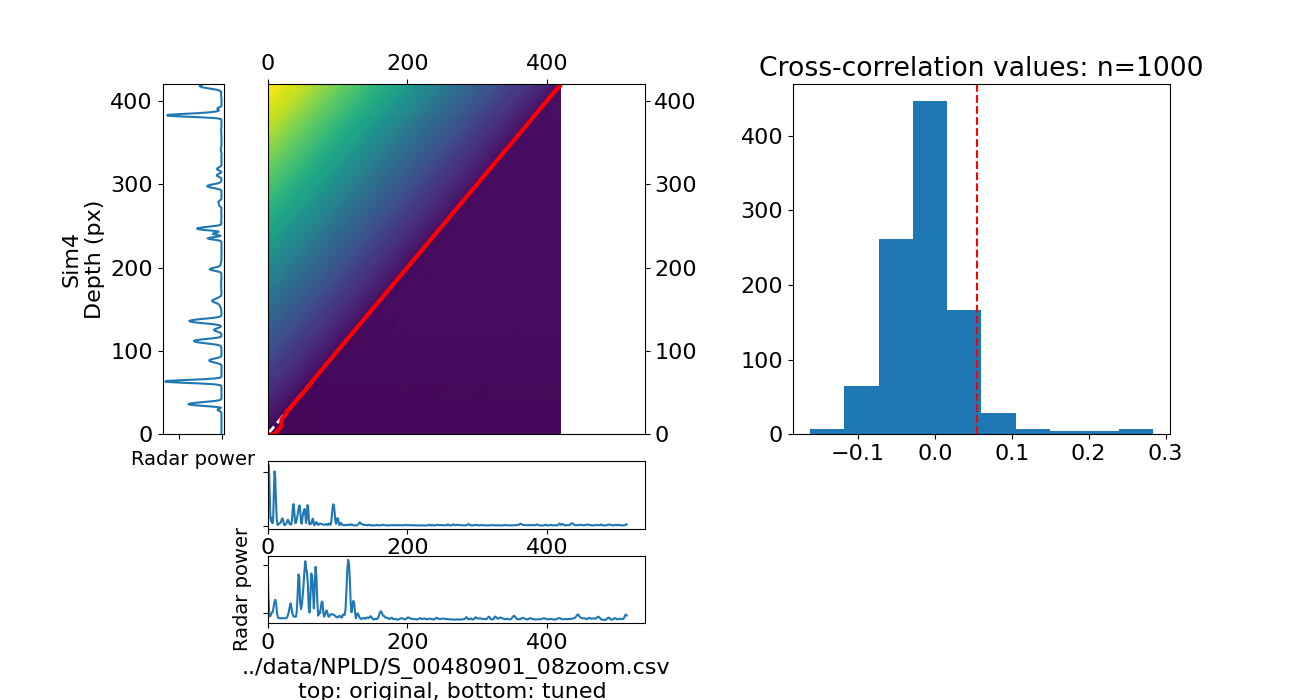 0 200 400
Cross-correlation values: n=1000
Sim4
Depth (px)
400
300
200
100
0
400
300
200
100
0
400
300
200
100
0
−0.1 0.0 0.1 0.2 0.3
Radar power
0 200 400
Radar power
0 200 400
../data/NPLD/S_00480901_08zoom.csv
top: original, bottom: tuned